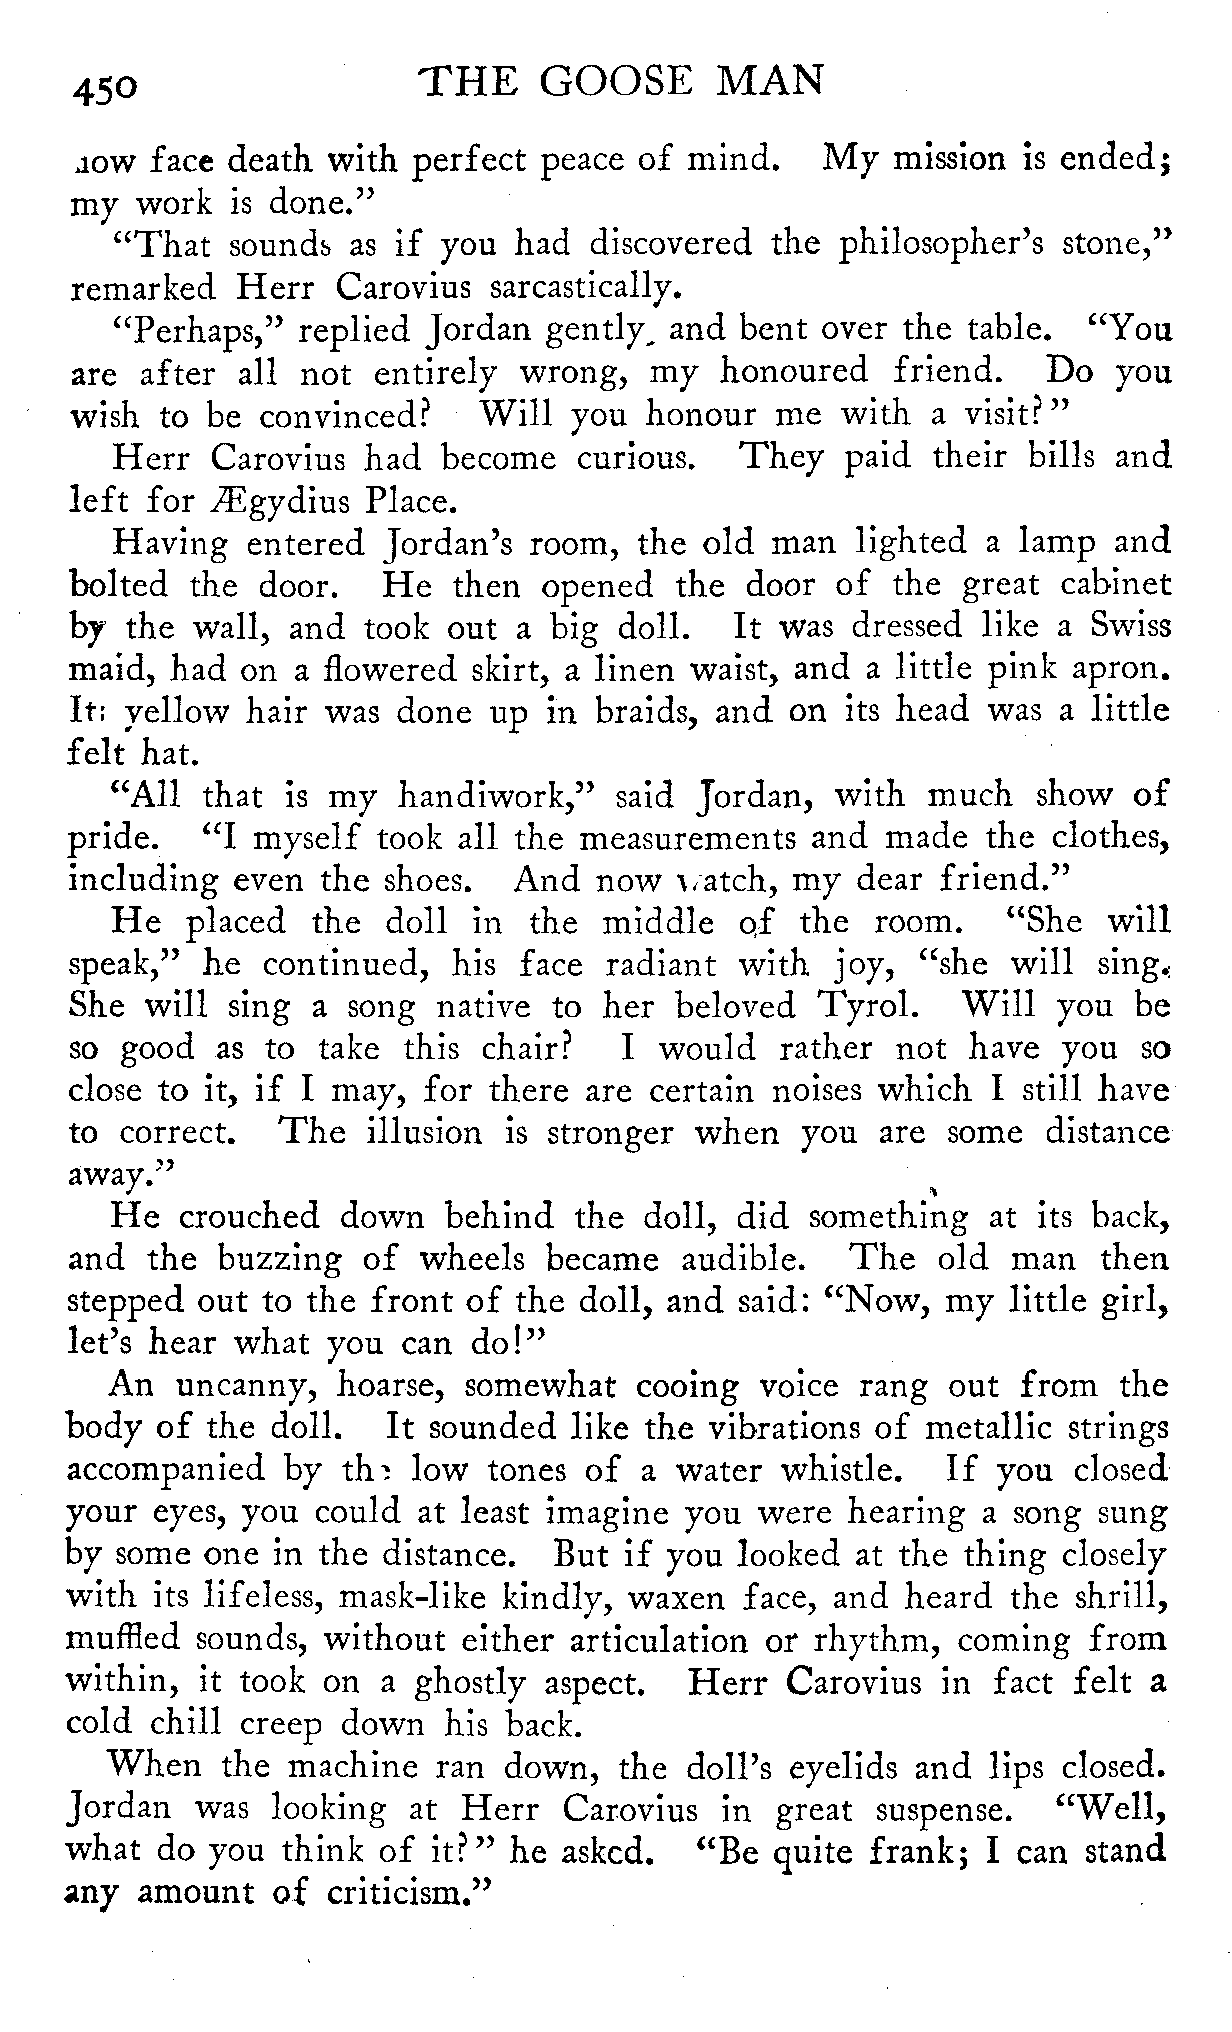 450 THE GOOSE MAN
now face death with perfect peace of mind. My mission is ended;
my work is done."
"That sounds as if you had discovered the philosopher's stone,"
remarked Herr Carovius sarcastically.
"Perhaps," replied Jordan gently, and bent over the table. "You
are after all not entirely wrong, my honoured friend. Do you
wish to be convinced? Will you honour me with a visit?"
Herr Carovius had become curious. They paid their bills and
left for Ægydius Place.
Having entered Jordan's room, the old man lighted a lamp and
bolted the door. He then opened the door of the great cabinet
by the wall, and took out a big doll. It was dressed like a Swiss
maid, had on a flowered skirt, a linen waist, and a little pink apron.
Its yellow hair was done up in braids, and on its head was a little
felt hat.
"All that is my handiwork," said Jordan, with much show of
pride. "I myself took all the measurements and made the clothes,
including even the shoes. And now watch, my dear friend."
He placed the doll in the middle of the room. "She will
speak," he continued, his face radiant with joy, "she will sing.
She will sing a song native to her beloved Tyrol. Will you be
so good as to take this chair? I would rather not have you so
close to it, if I may, for there are certain noises which I still have
to correct. The illusion is stronger when you are some distance
away."
He crouched down behind the doll, did something at its back,
and the buzzing of wheels became audible. The old man then
stepped out to the front of the doll, and said: "Now, my little girl,
let's hear what you can do!"
An uncanny, hoarse, somewhat cooing voice rang out from the
body of the doll. It sounded like the vibrations of metallic strings
accompanied by the low tones of a water whistle. If you closed
your eyes, you could at least imagine you were hearing a song sung
by some one in the distance. But if you looked at the thing closely
with its lifeless, mask-like kindly, waxen face, and heard the shrill,
muffled sounds, without either articulation or rhythm, coming from
within, it took on a ghostly aspect. Herr Carovius in fact felt a
cold chill creep down his back.
When the machine ran down, the doll's eyelids and lips closed.
Jordan was looking at Herr Carovius in great suspense. "Well,
what do you think of it?" he asked. "Be quite frank; I can stand
any amount of criticism."